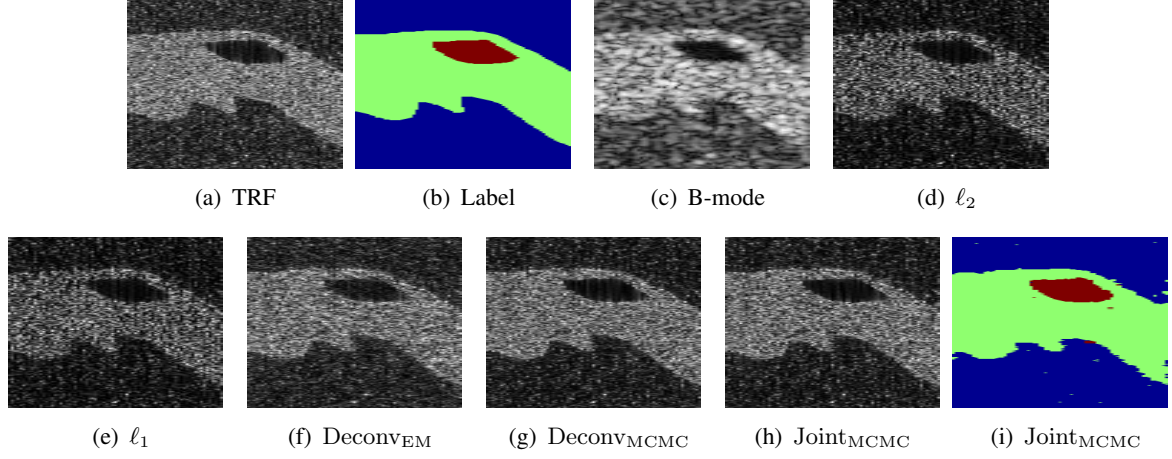 (a) TRF
(b) Label
(c) B-mode
(d) ℓ₂
(e) ℓ₁
(f) Deconv_EM
(g) Deconv_MCMC
(h) Joint_MCMC
(i) Joint_MCMC